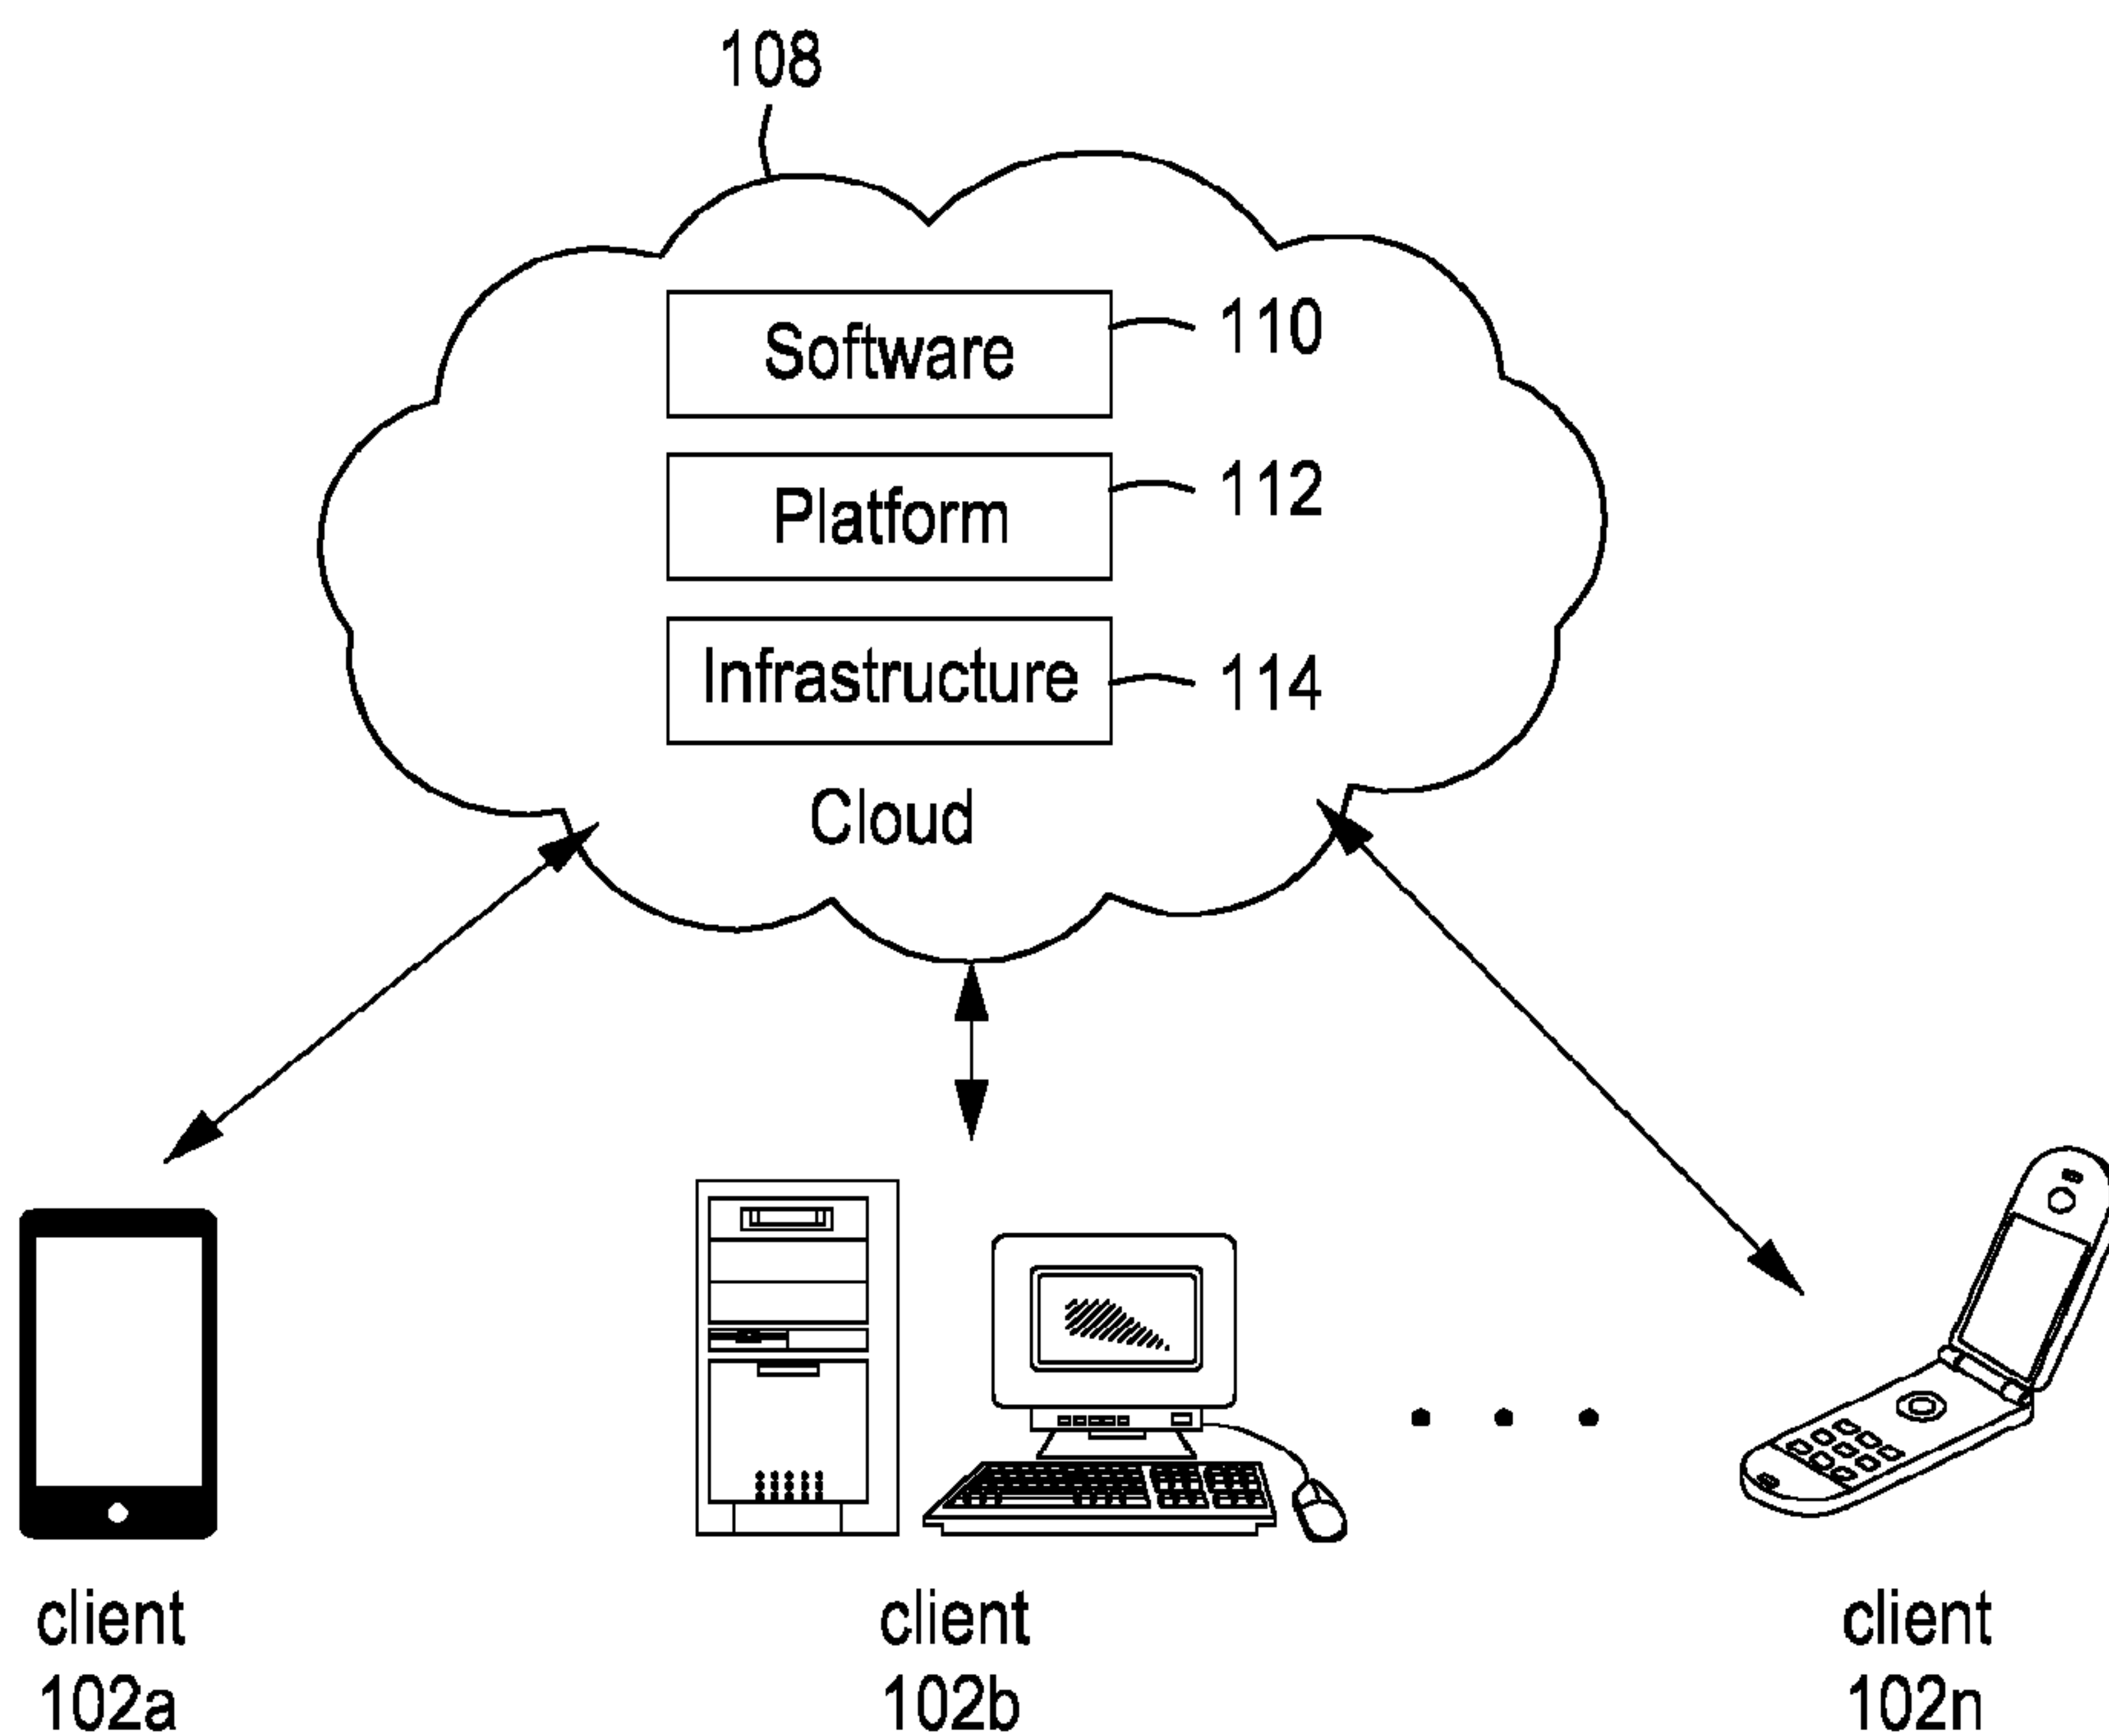 108
Software
110
Platform
112
Infrastructure
114
Cloud
client
102a
client
102b
client
102n